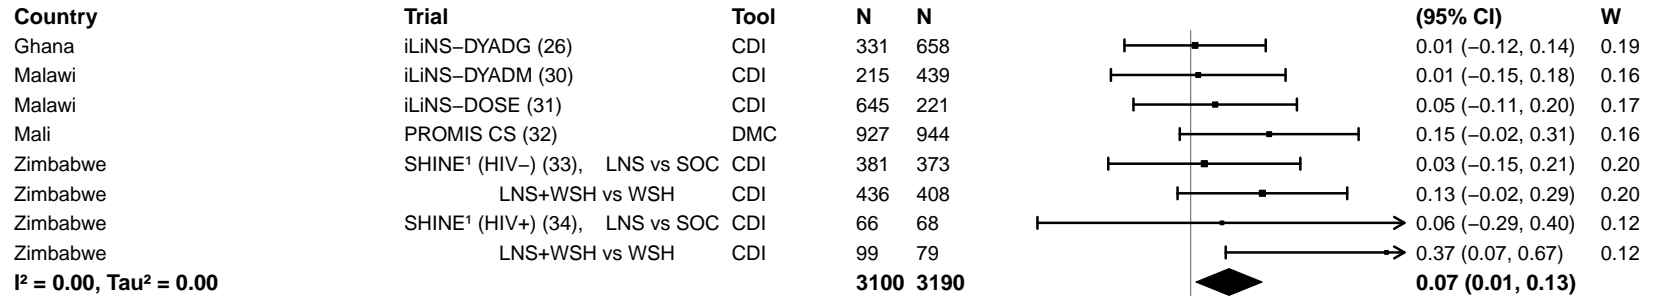 Country Trial Tool N N (95% CI) W
Ghana iLiNS−DYADG (26) CDI 331 658 0.01 (−0.12, 0.14) 0.19
Malawi iLiNS−DYADM (30) CDI 215 439 0.01 (−0.15, 0.18) 0.16
Malawi iLiNS−DOSE (31) CDI 645 221 0.05 (−0.11, 0.20) 0.17
Mali PROMIS CS (32) DMC 927 944 0.15 (−0.02, 0.31) 0.16
Zimbabwe SHINE¹ (HIV−) (33), LNS vs SOC CDI 381 373 0.03 (−0.15, 0.21) 0.20
Zimbabwe LNS+WSH vs WSH CDI 436 408 0.13 (−0.02, 0.29) 0.20
Zimbabwe SHINE¹ (HIV+) (34), LNS vs SOC CDI 66 68 0.06 (−0.29, 0.40) 0.12
Zimbabwe LNS+WSH vs WSH CDI 99 79 0.37 (0.07, 0.67) 0.12
I² = 0.00, Tau² = 0.00 3100 3190 0.07 (0.01, 0.13)